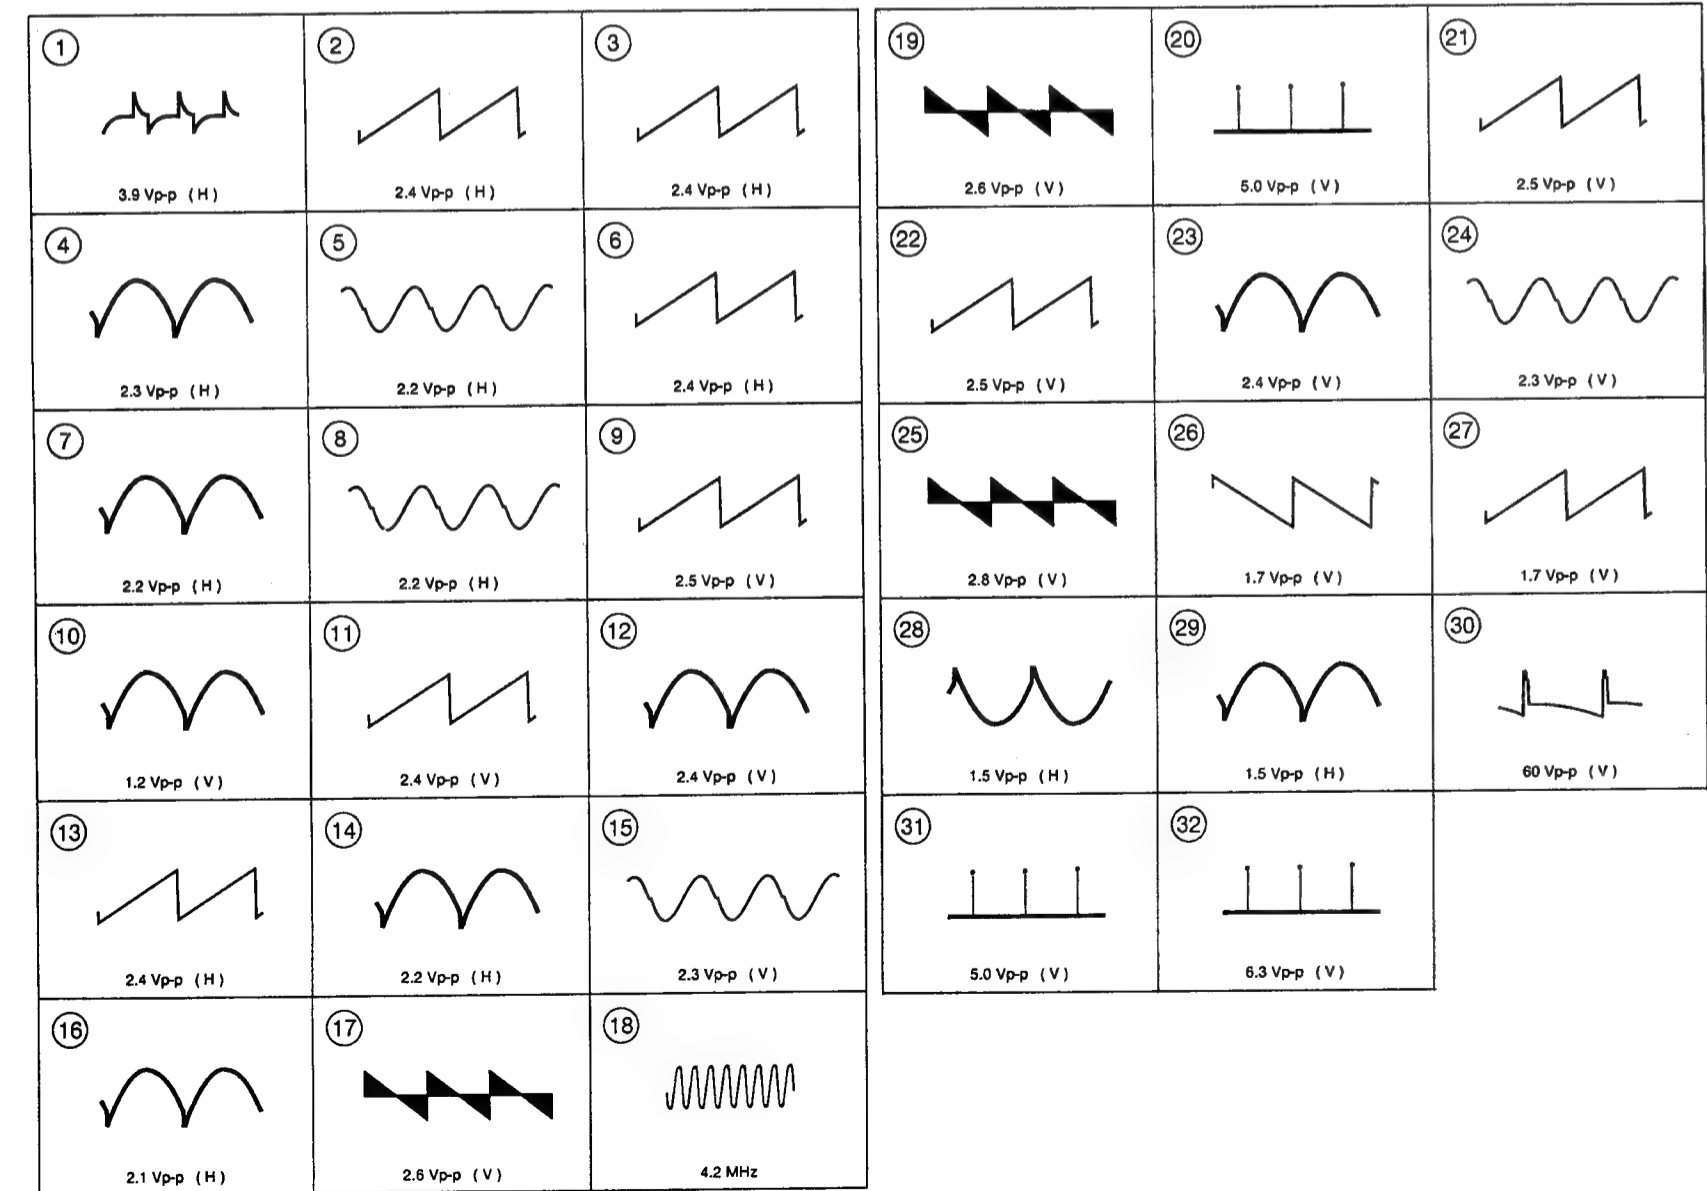 1
3.9 Vp-p (H)
2
2.4 Vp-p (H)
3
2.4 Vp-p (H)
4
2.3 Vp-p (H)
5
2.2 Vp-p (H)
6
2.4 Vp-p (H)
7
2.2 Vp-p (H)
8
2.2 Vp-p (H)
9
2.5 Vp-p (V)
10
1.2 Vp-p (V)
11
2.4 Vp-p (V)
12
2.4 Vp-p (V)
13
2.4 Vp-p (H)
14
2.2 Vp-p (H)
15
2.3 Vp-p (V)
16
2.1 Vp-p (H)
17
2.6 Vp-p (V)
18
4.2 MHz
19
2.6 Vp-p (V)
20
5.0 Vp-p (V)
21
2.5 Vp-p (V)
22
2.5 Vp-p (V)
23
2.4 Vp-p (V)
24
2.3 Vp-p (V)
25
2.8 Vp-p (V)
26
1.7 Vp-p (V)
27
1.7 Vp-p (V)
28
1.5 Vp-p (H)
29
1.5 Vp-p (H)
30
60 Vp-p (V)
31
5.0 Vp-p (V)
32
6.3 Vp-p (V)